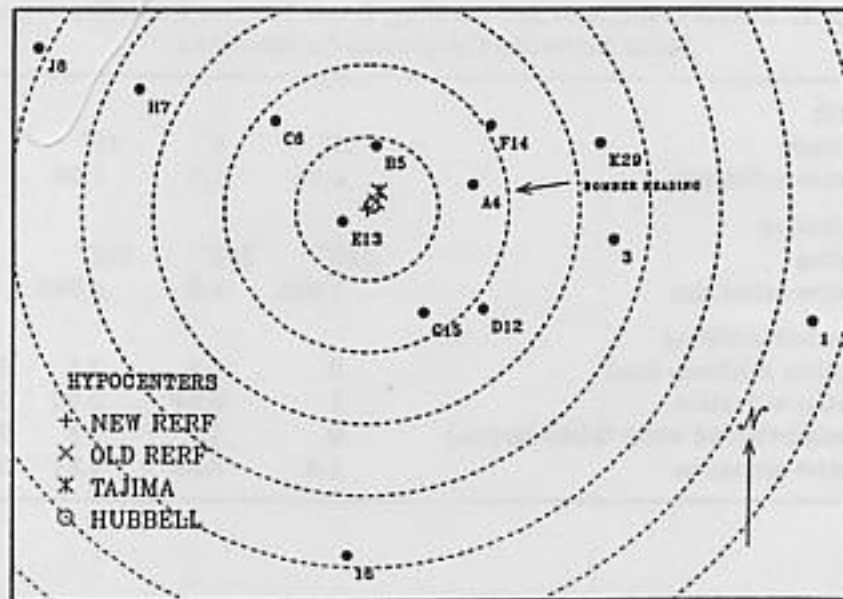 J8
H7
C6
B5
F14
K29
A4
BOMBER HEADING
E13
3
G15
D12
1
HYPOCENTERS
NEW RERF
OLD RERF
TAJIMA
HUBBELL
N
16